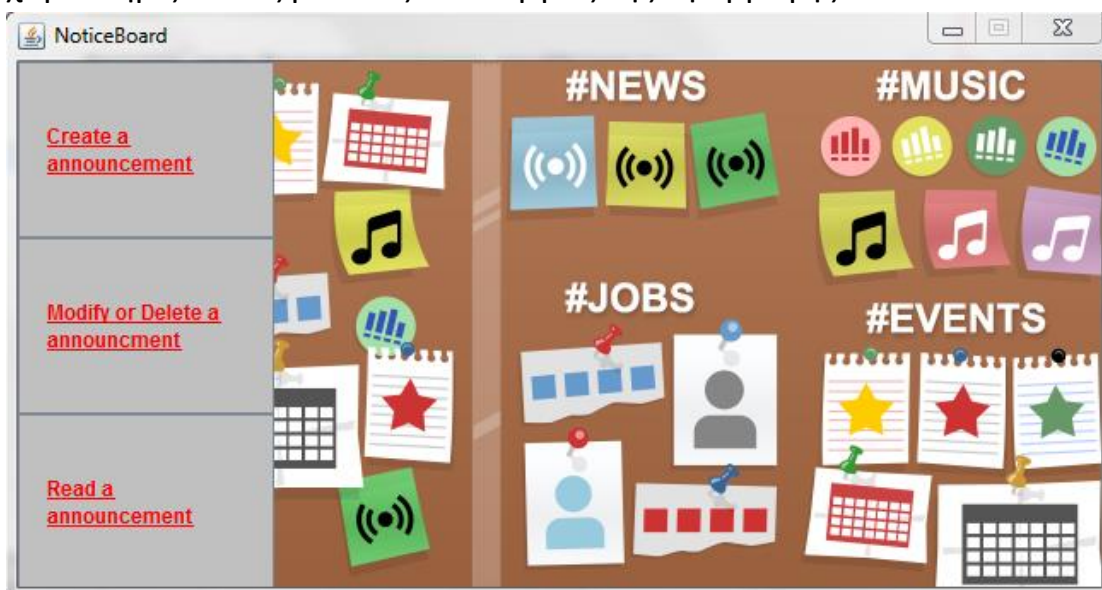 NoticeBoard
Create a
announcement
Modify or Delete a
announcment
Read a
announcement
#NEWS
#MUSIC
#JOBS
#EVENTS